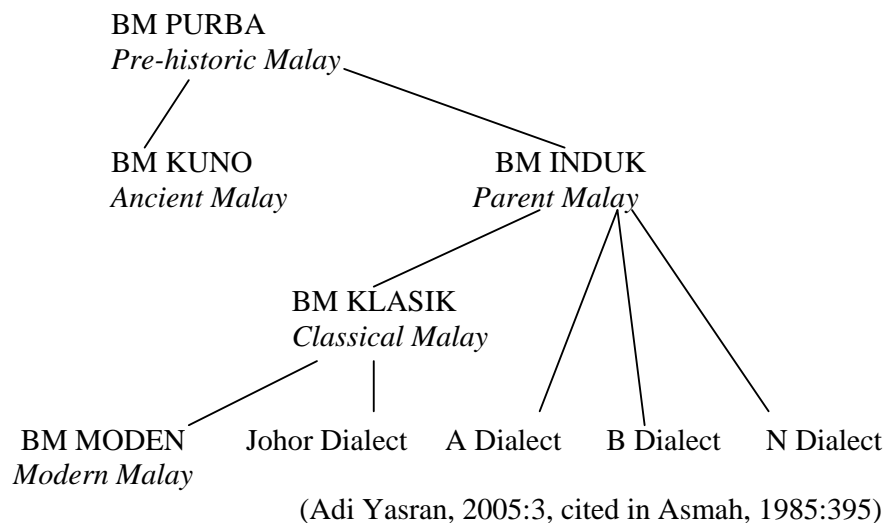 BM PURBA
Pre-historic Malay
BM KUNO BM INDUK
Ancient Malay Parent Malay
BM KLASIK
Classical Malay
BM MODEN Johor Dialect A Dialect B Dialect N Dialect
Modern Malay
(Adi Yasran, 2005:3, cited in Asmah, 1985:395)